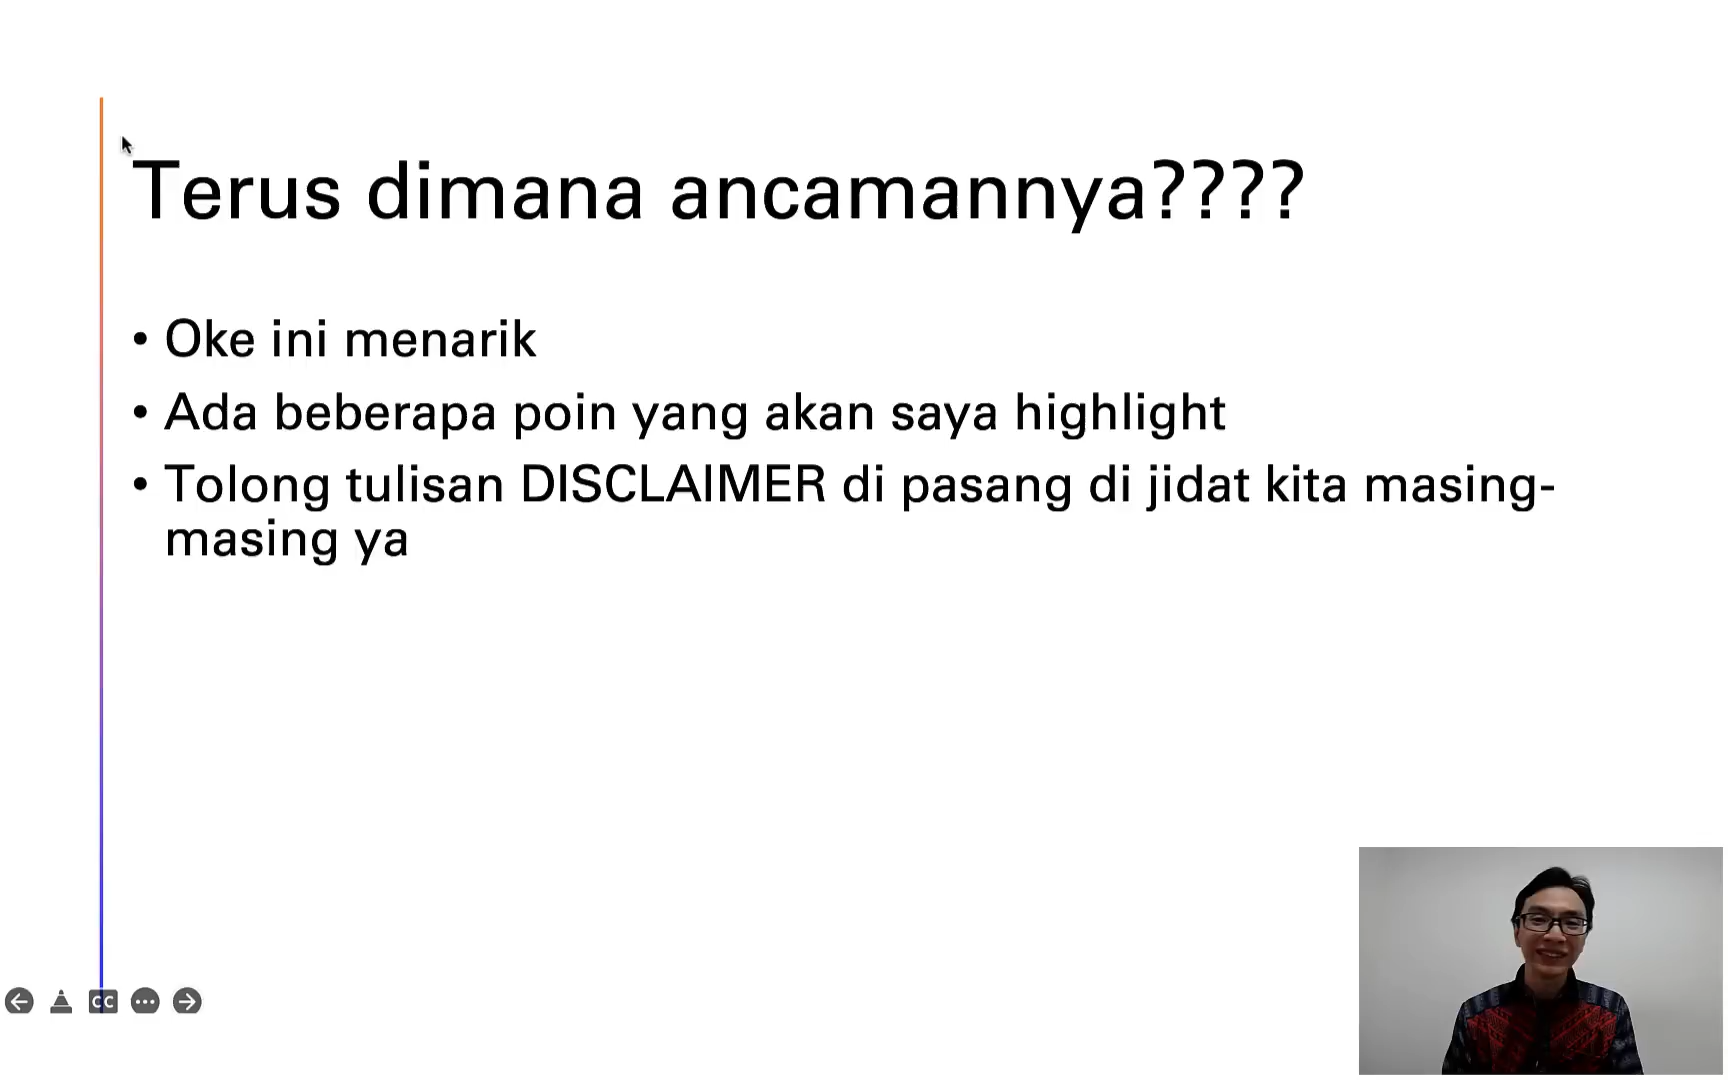 Terus dimana ancamannya????
• Oke ini menarik
• Ada beberapa poin yang akan saya highlight
• Tolong tulisan DISCLAIMER di pasang di jidat kita masing-
masing ya
CC